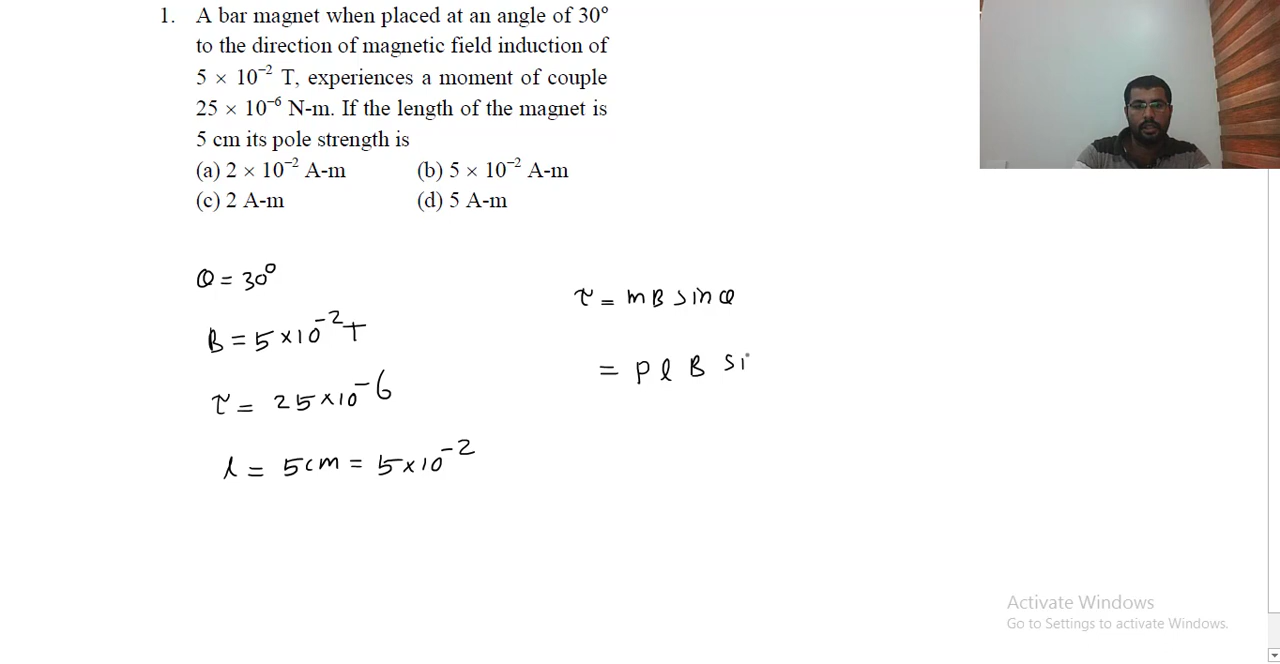 1. A bar magnet when placed at an angle of 30º
to the direction of magnetic field induction of
5 × 10⁻² T, experiences a moment of couple
25 × 10⁻⁶ N-m. If the length of the magnet is
5 cm its pole strength is
(a) 2 × 10⁻² A-m (b) 5 × 10⁻² A-m
(c) 2 A-m (d) 5 A-m
θ = 30⁰
B = 5×10⁻² T
τ = 25×10⁻⁶
l = 5cm = 5×10⁻²
τ = mB sinθ
= p l B si
Activate Windows
Go to Settings to activate Windows.